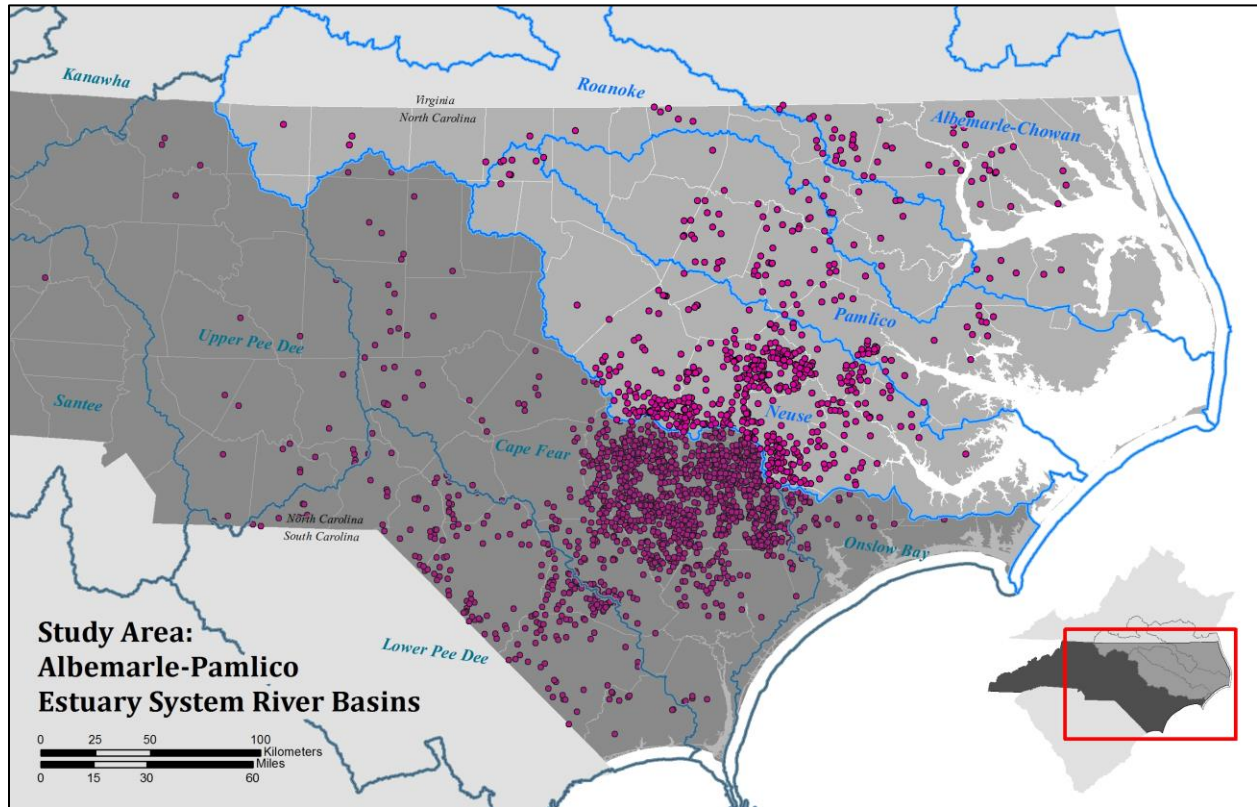 Kanawha
Virginia
North Carolina
Roanoke
Albemarle-Chowan
Upper Pee Dee
Pamlico
Santee
Neuse
Cape Fear
North Carolina
South Carolina
Onslow Bay
Lower Pee Dee
Study Area:
Albemarle-Pamlico
Estuary System River Basins
0 25 50 100
Kilometers
Miles
0 15 30 60